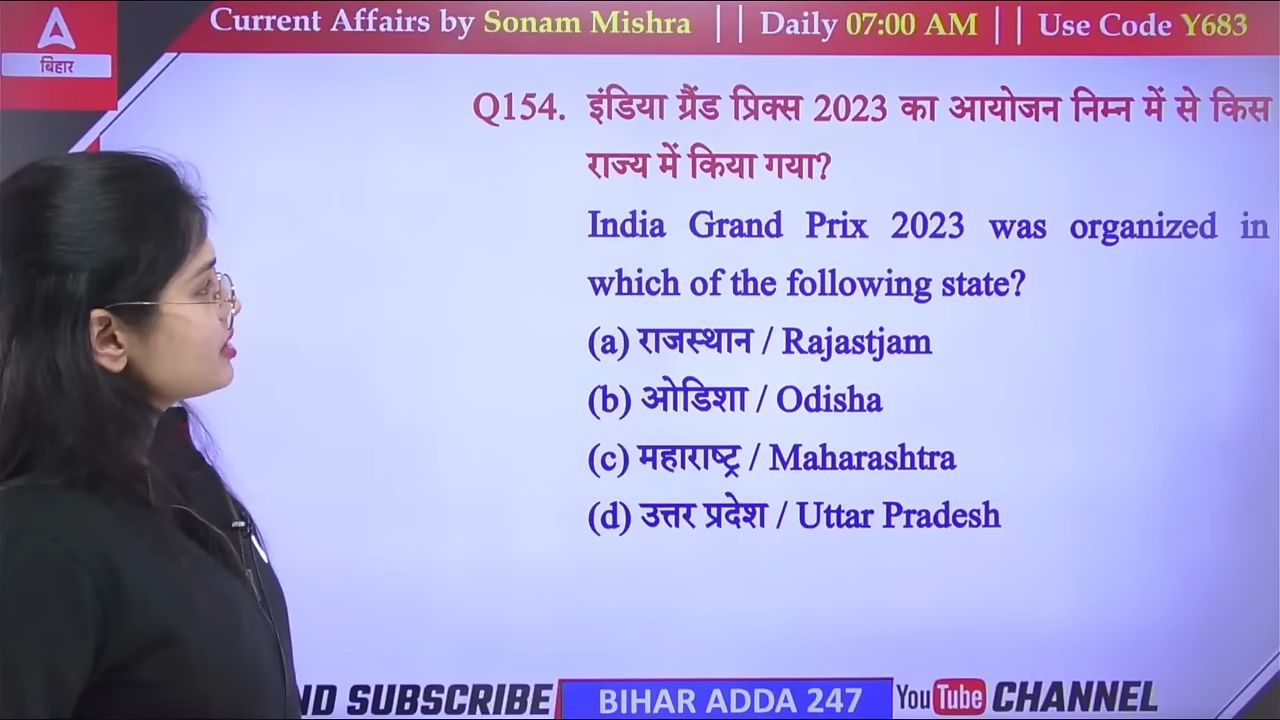 Current Affairs by Sonam Mishra || Daily 07:00 AM || Use Code Y683
A
बिहार
Q154. इंडिया ग्रैंड प्रिक्स 2023 का आयोजन निम्न में से किस
राज्य में किया गया?
India Grand Prix 2023 was organized in
which of the following state?
(a) राजस्थान / Rajastjam
(b) ओडिशा / Odisha
(c) महाराष्ट्र / Maharashtra
(d) उत्तर प्रदेश / Uttar Pradesh
ND SUBSCRIBE BIHAR ADDA 247 YouTube CHANNEL